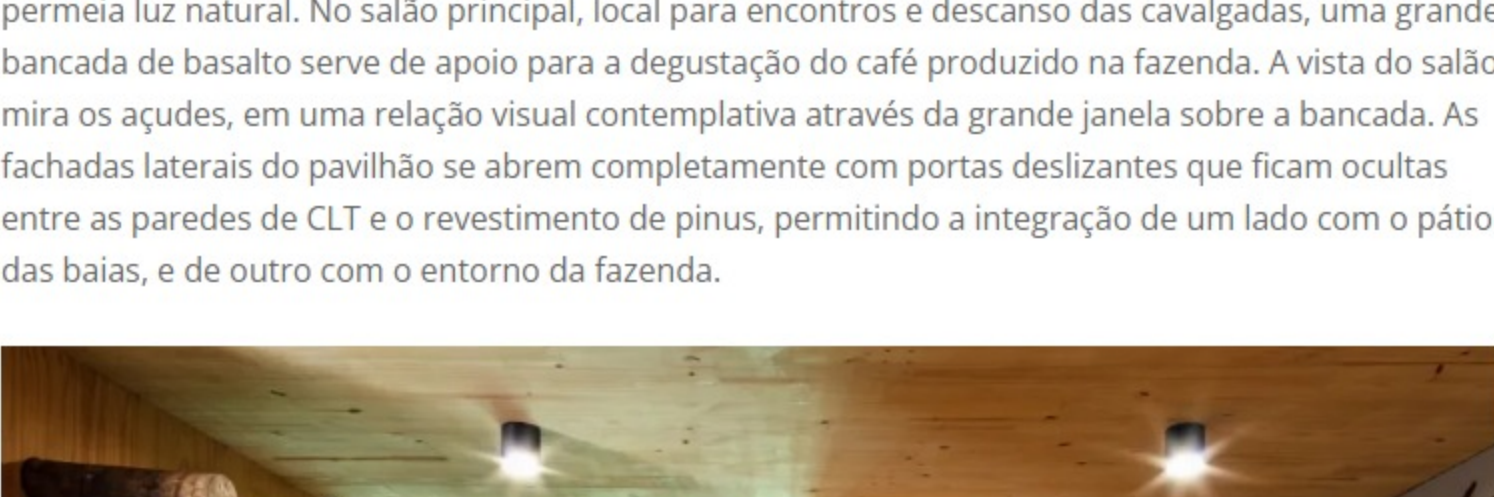 permeia luz natural. No salão principal, local para encontros e descanso das cavalgadas, uma grande
bancada de basalto serve de apoio para a degustação do café produzido na fazenda. A vista do salão
mira os açudes, em uma relação visual contemplativa através da grande janela sobre a bancada. As
fachadas laterais do pavilhão se abrem completamente com portas deslizantes que ficam ocultas
entre as paredes de CLT e o revestimento de pinus, permitindo a integração de um lado com o pátio
das baias, e de outro com o entorno da fazenda.